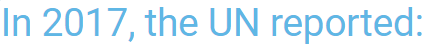 In 2017, the UN reported: